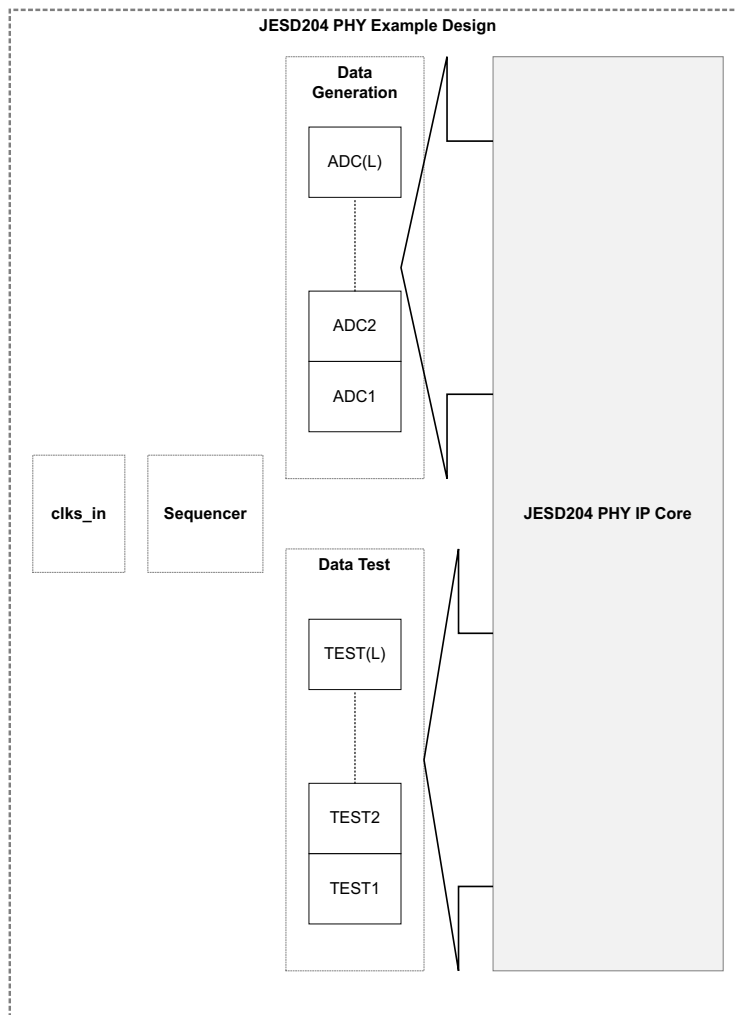 JESD204 PHY Example Design
Data
Generation
ADC(L)
ADC2
ADC1
clks_in
Sequencer
JESD204 PHY IP Core
Data Test
TEST(L)
TEST2
TEST1